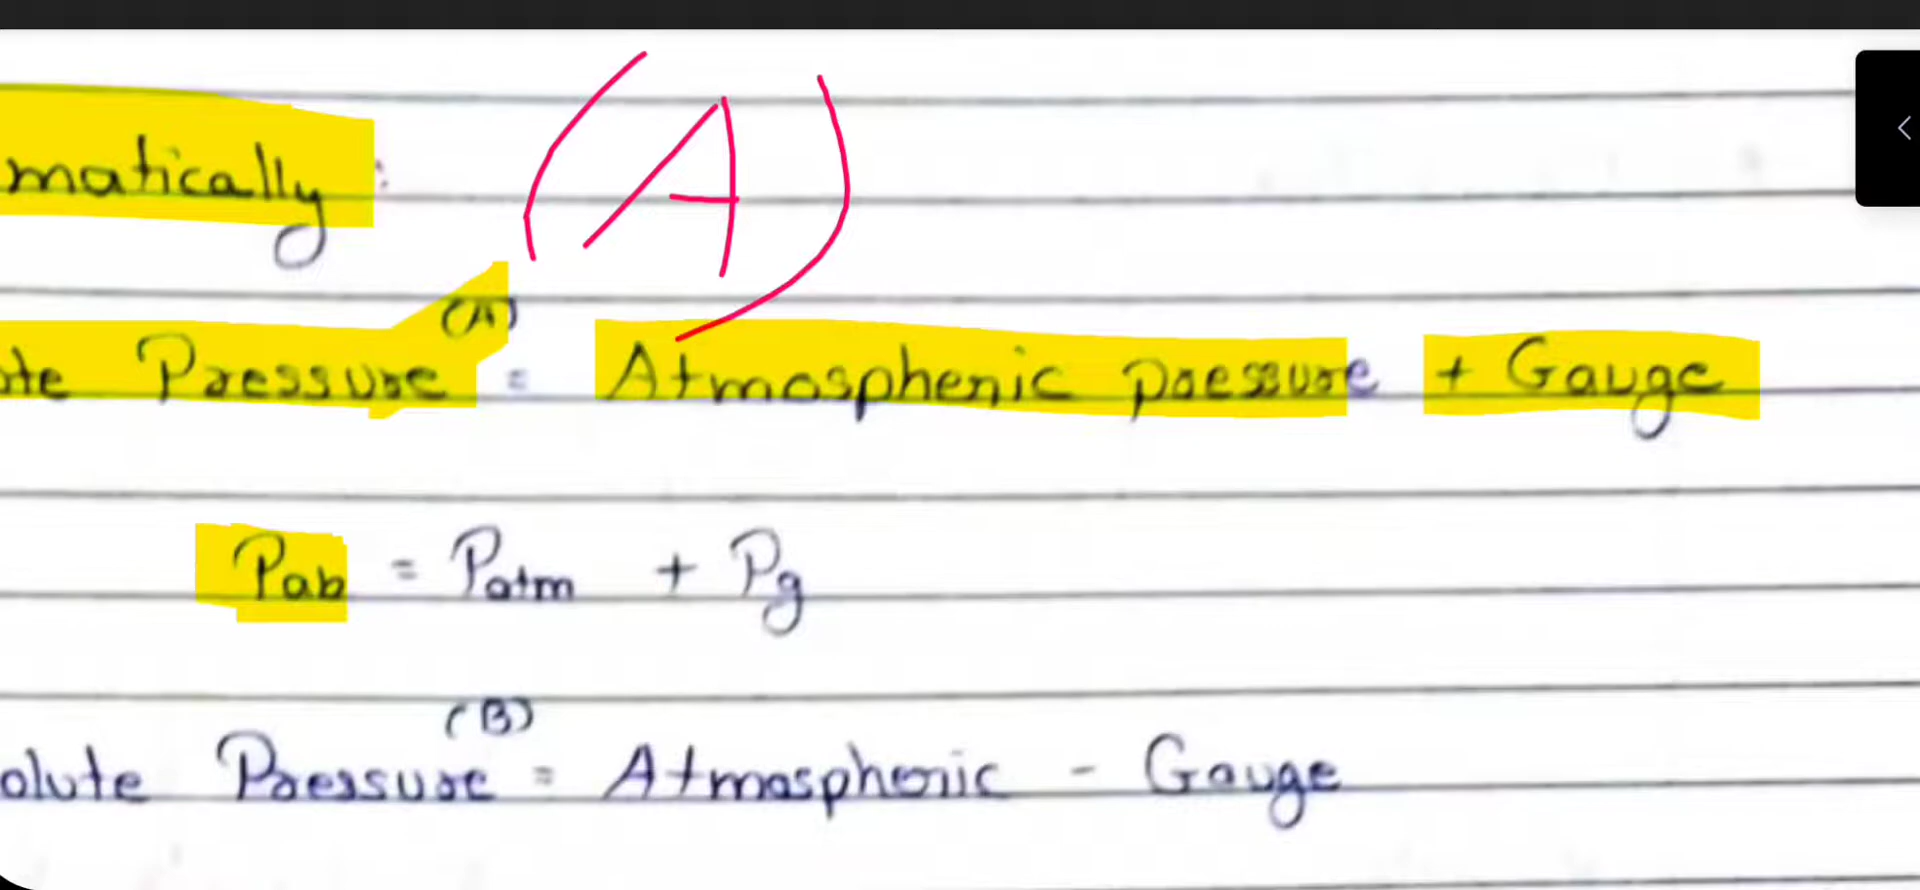 matically :
(A)
te Pressure (A) = Atmospheric pressure + Gauge
Pab = Patm + Pg
olute Pressure (B) = Atmospheric - Gauge